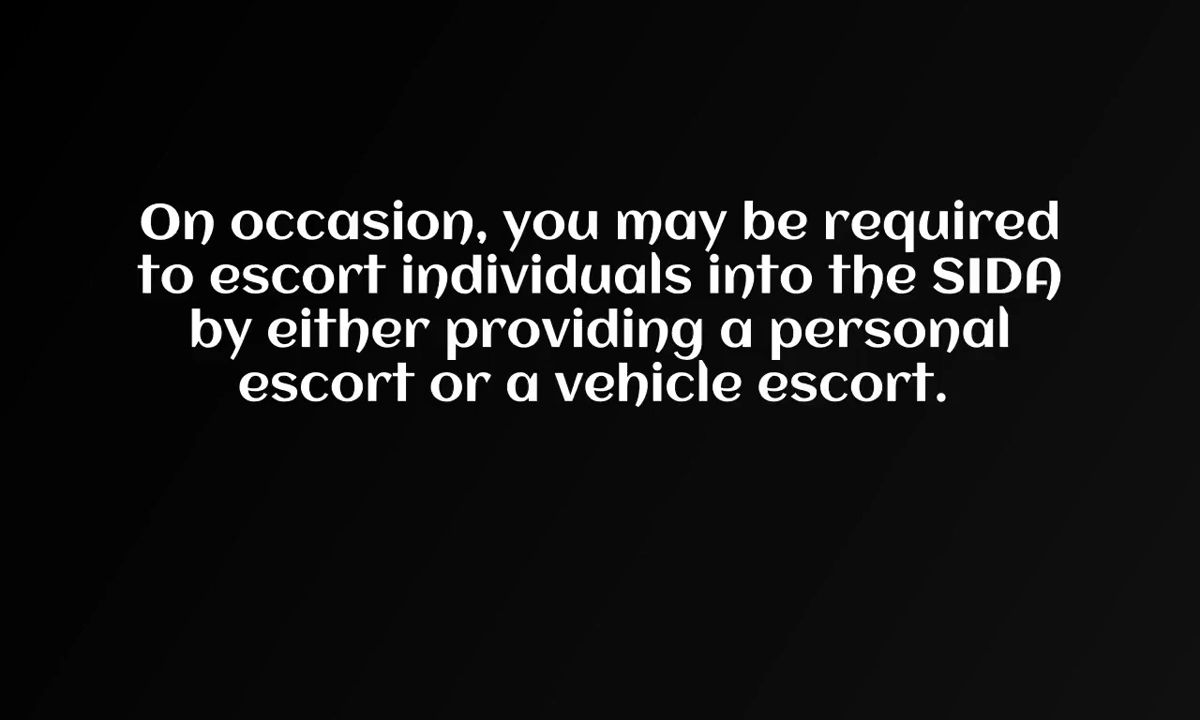 On occasion, you may be required
to escort individuals into the SIDA
by either providing a personal
escort or a vehicle escort.